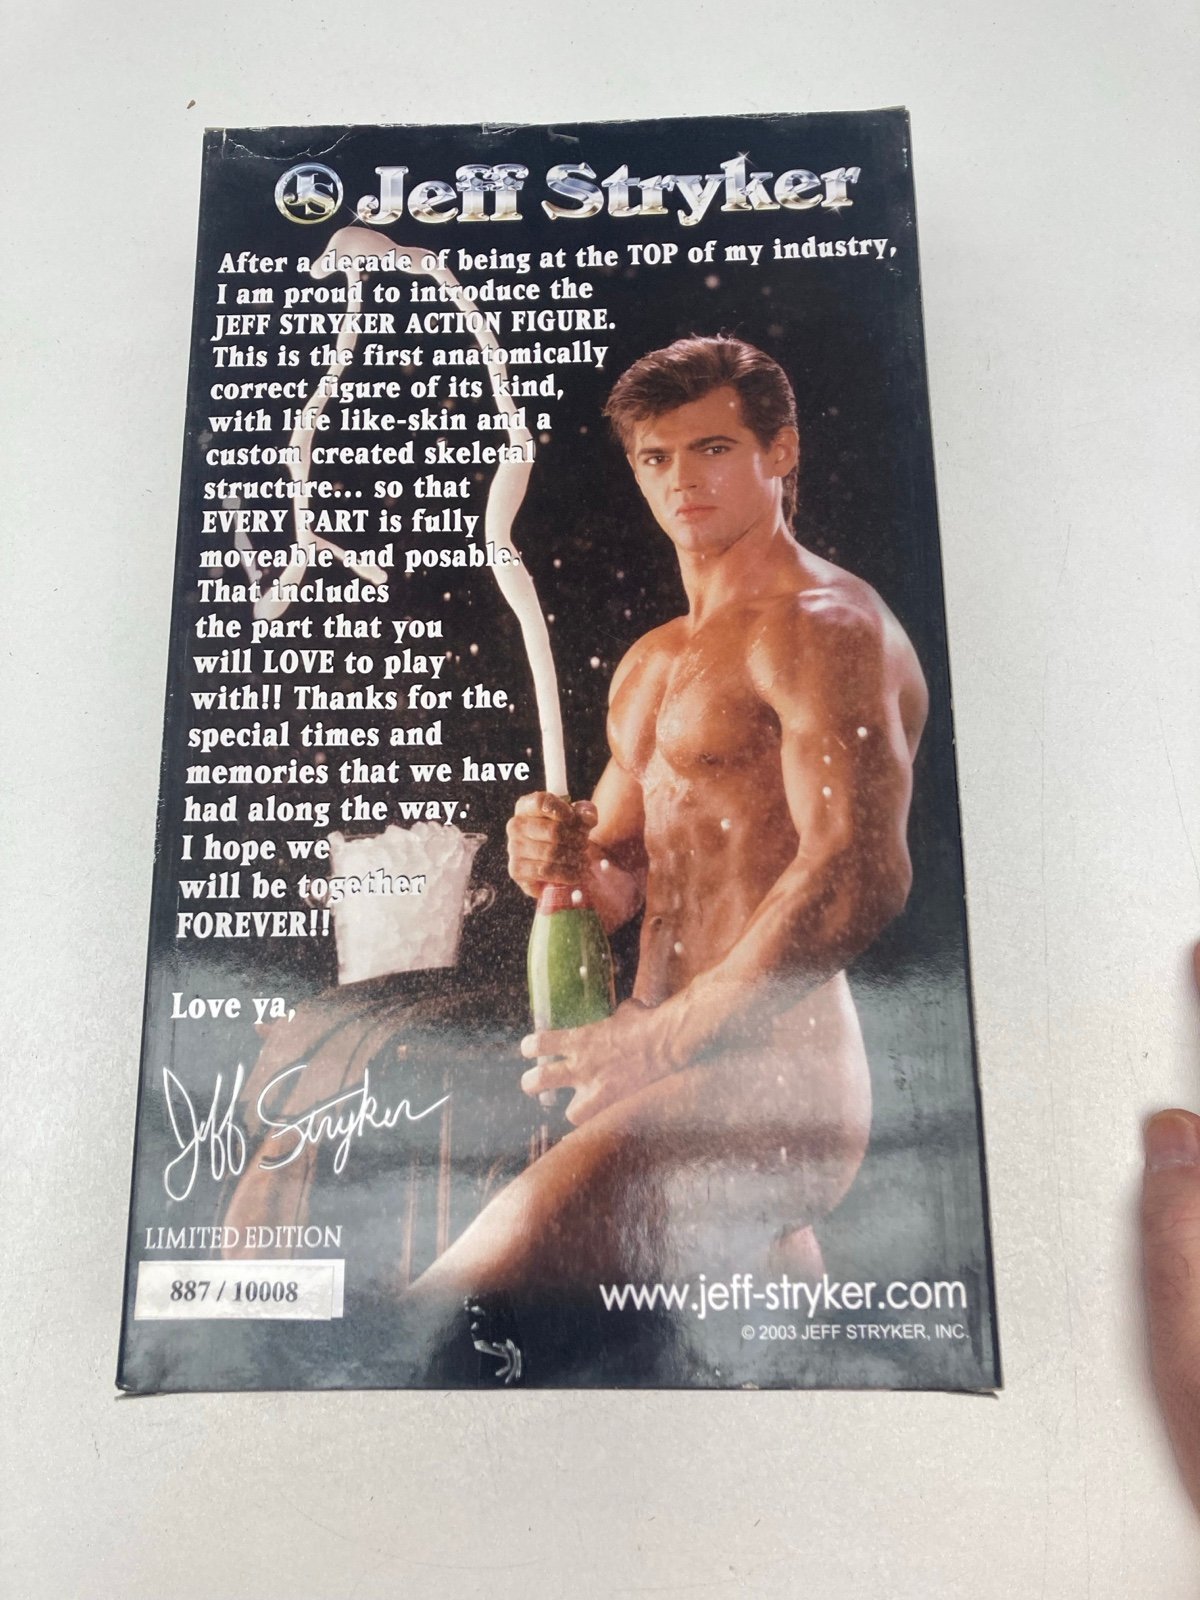 JS Jeff Stryker
After a decade of being at the TOP of my industry,
I am proud to introduce the
JEFF STRYKER ACTION FIGURE.
This is the first anatomically
correct figure of its kind,
with life like-skin and a
custom created skeletal
structure... so that
EVERY PART is fully
moveable and posable.
That includes
the part that you
will LOVE to play
with!! Thanks for the
special times and
memories that we have
had along the way.
I hope we
will be together
FOREVER!!
Love ya,
Jeff Stryker
LIMITED EDITION
887 / 10008
www.jeff-stryker.com
© 2003 JEFF STRYKER, INC.